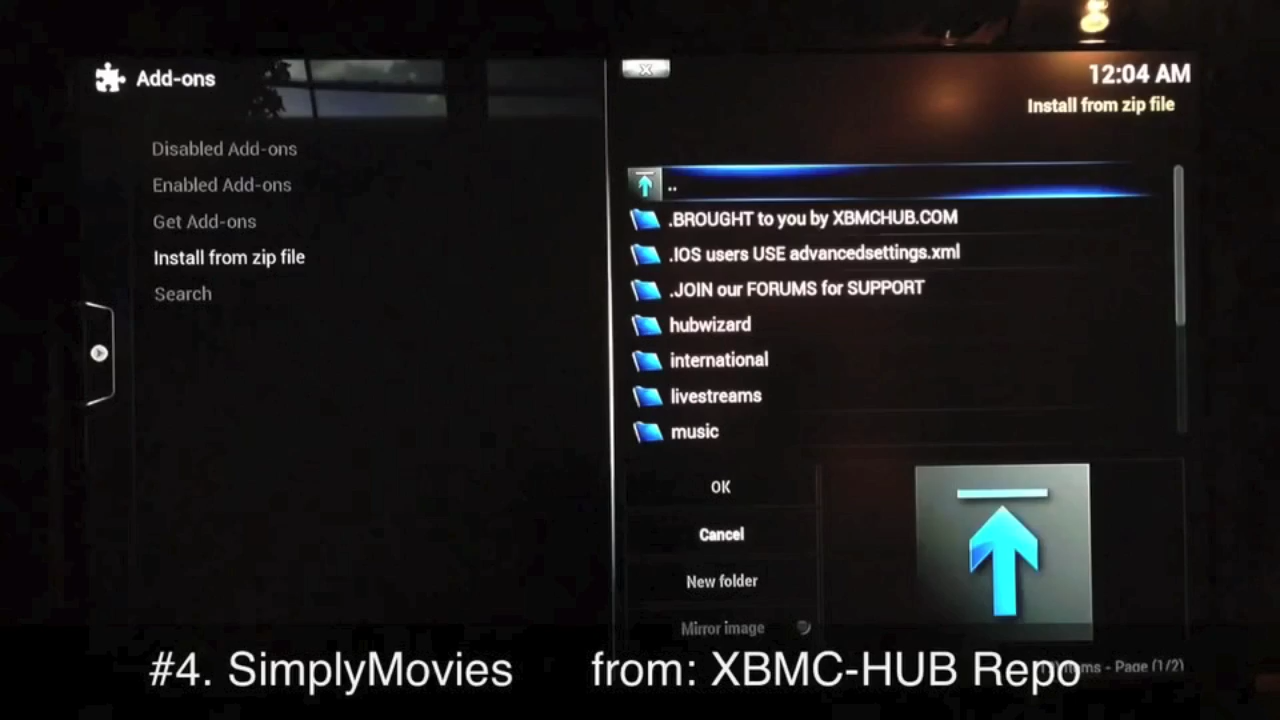 Add-ons
Disabled Add-ons
Enabled Add-ons
Get Add-ons
Install from zip file
Search
12:04 AM
Install from zip file
..
.BROUGHT to you by XBMCHUB.COM
.IOS users USE advancedsettings.xml
.JOIN our FORUMS for SUPPORT
hubwizard
international
livestreams
music
OK
Cancel
New folder
Mirror image
- Page (1/2)
#4. SimplyMovies from: XBMC-HUB Repo